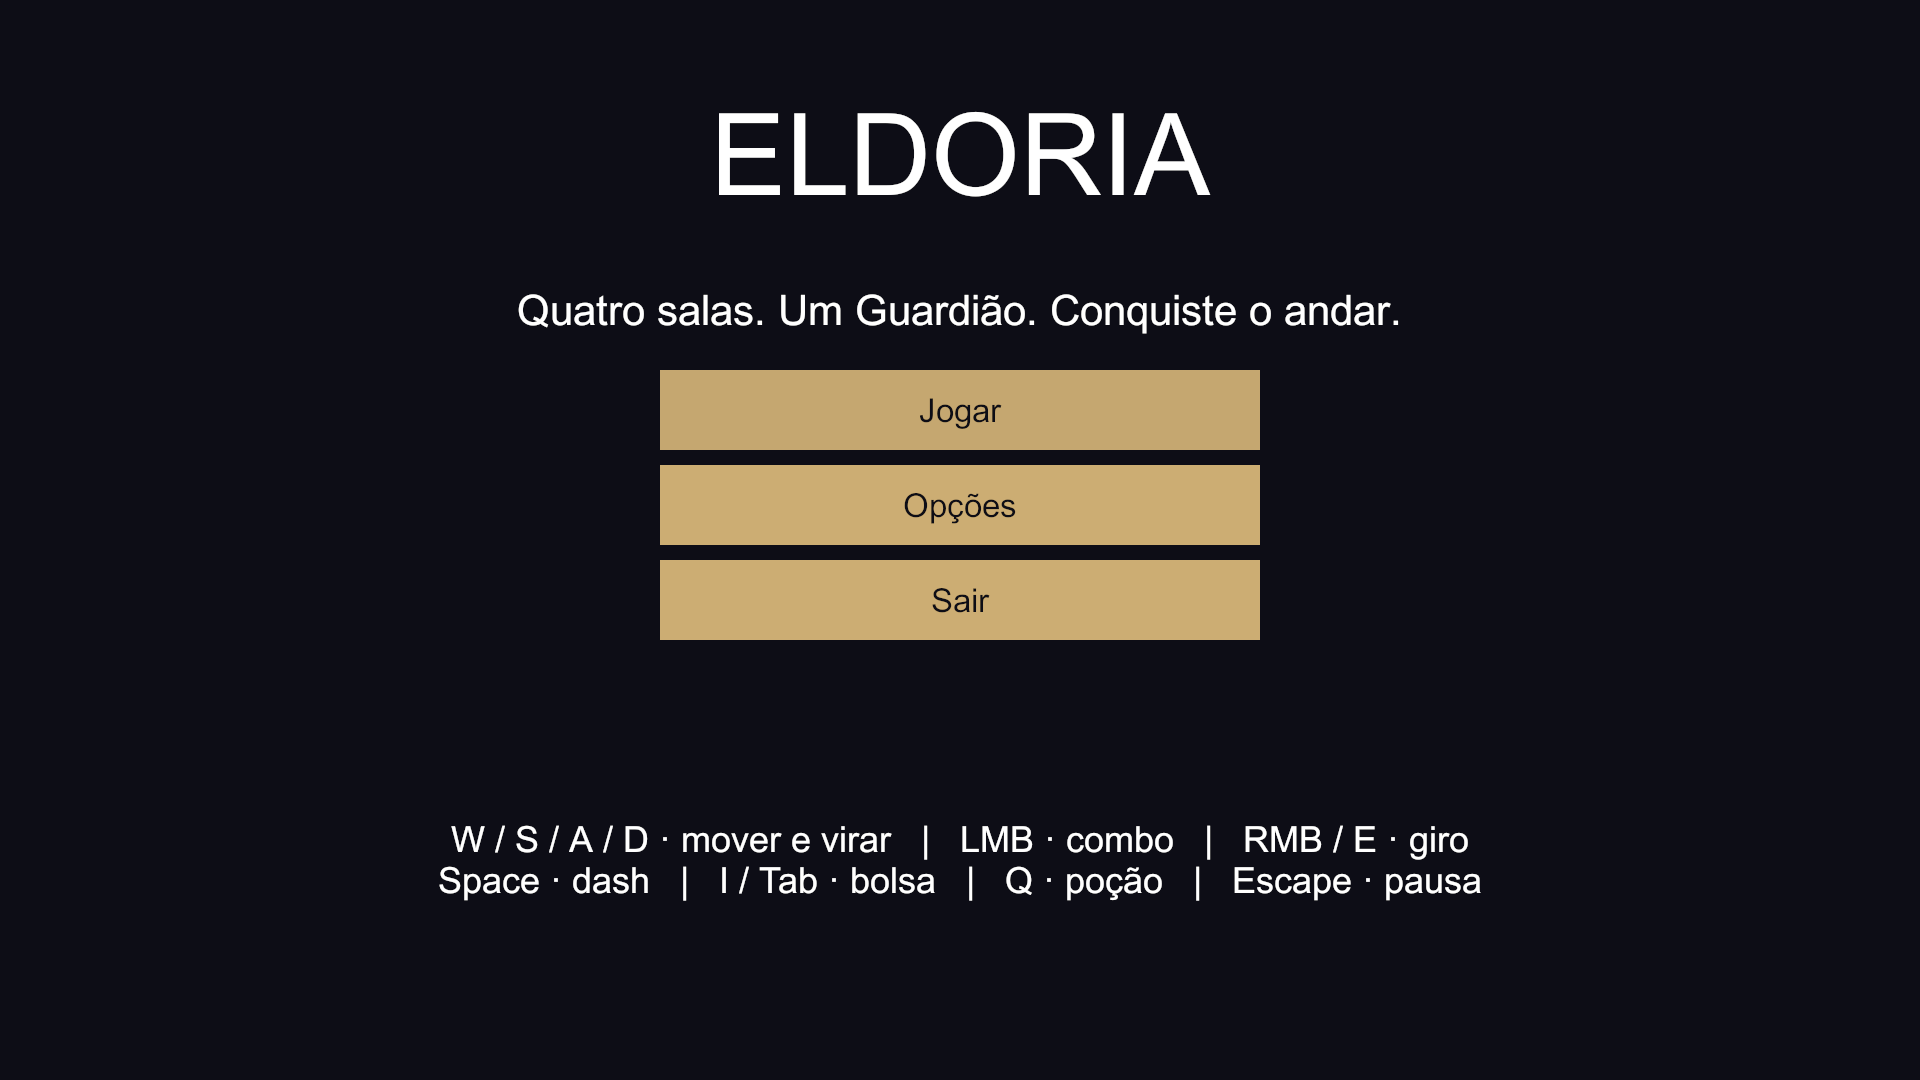 ELDORIA
Quatro salas. Um Guardião. Conquiste o andar.
Jogar
Opções
Sair
W / S / A / D · mover e virar | LMB · combo | RMB / E · giro
Space · dash | I / Tab · bolsa | Q · poção | Escape · pausa